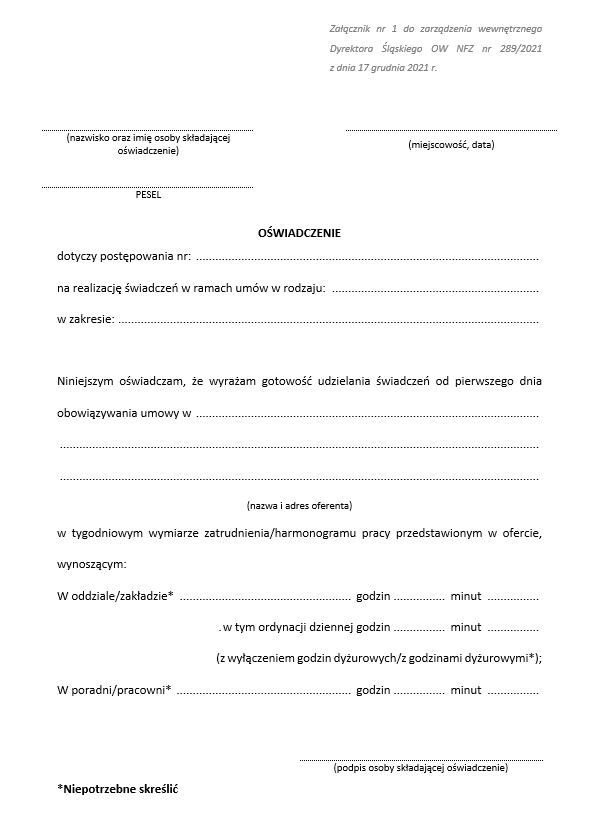 Załącznik nr 1 do zarządzenia wewnętrznego
Dyrektora Śląskiego OW NFZ nr 289/2021
z dnia 17 grudnia 2021 r.
(nazwisko oraz imię osoby składającej
oświadczenie)
(miejscowość, data)
PESEL
OŚWIADCZENIE
dotyczy postępowania nr: ....................................................
na realizację świadczeń w ramach umów w rodzaju: ....................................................
w zakresie: ....................................................
Niniejszym oświadczam, że wyrażam gotowość udzielania świadczeń od pierwszego dnia
obowiązywania umowy w ....................................................
....................................................
....................................................
(nazwa i adres oferenta)
w tygodniowym wymiarze zatrudnienia/harmonogramu pracy przedstawionym w ofercie,
wynoszącym:
W oddziale/zakładzie* .................................................... godzin ................ minut ................
.w tym ordynacji dziennej godzin ................ minut ................
(z wyłączeniem godzin dyżurowych/z godzinami dyżurowymi*);
W poradni/pracowni* .................................................... godzin ................ minut ................
(podpis osoby składającej oświadczenie)
*Niepotrzebne skreślić